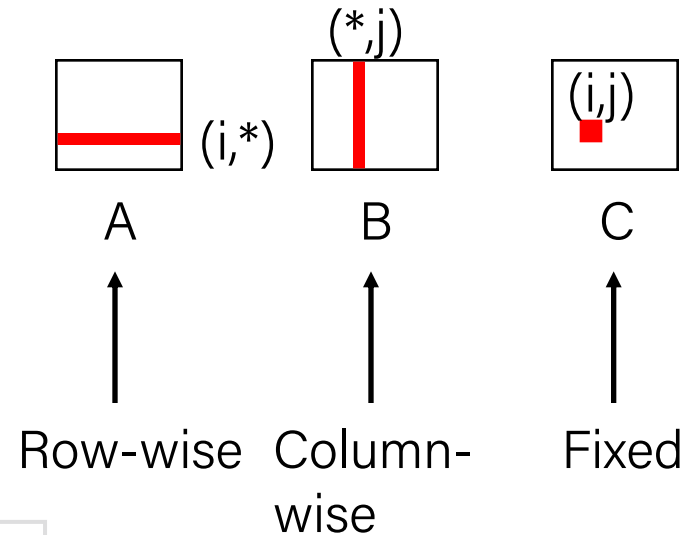 (*,j)
(i,*)
(i,j)
A B C
Row-wise Column- Fixed
wise